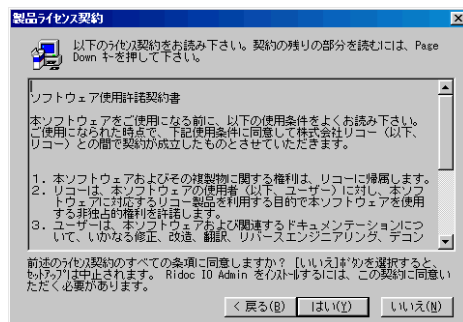 製品ライセンス契約
以下のライセンス契約をお読み下さい。契約の残りの部分を読むには、Page
Down キーを押して下さい。
ソフトウェア使用許諾契約書
本ソフトウェアをご使用になる前に、以下の使用条件をよくお読み下さい。
ご使用になられた時点で、下記使用条件に同意して株式会社リコー（以下、
リコー）との間で契約が成立したものとさせていただきます。
1. 本ソフトウェアおよびその複製物に関する権利は、リコーに帰属します。
2. リコーは、本ソフトウェアの使用者（以下、ユーザー）に対し、本ソフ
トウェアに対応するリコー製品を利用する目的で本ソフトウェアを使用
する非独占的権利を許諾します。
3. ユーザーは、本ソフトウェアおよび関連するドキュメンテーションにつ
いて、いかなる修正、改造、翻訳、リバースエンジニアリング、デコン
前述のライセンス契約のすべての条項に同意しますか？ [いいえ]ボタンを選択すると、
セットアップは中止されます。 Ridoc IO Admin をインストールするには、この契約に同意い
ただく必要があります。
< 戻る(B) はい(Y) いいえ(N)